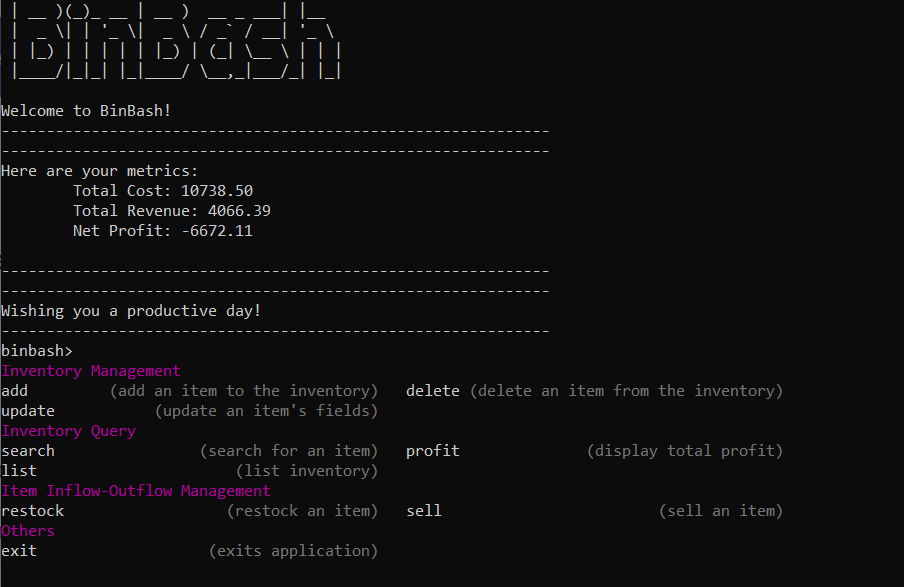 | __ )(_)_ __ | __ )  __ _ ___| |__
|  _ \| | '_ \|  _ \ / _` / __| '_ \
| |_) | | | | | |_) | (_| \__ \ | | |
|____/|_|_| |_|____/ \__,_|___/_| |_|
Welcome to BinBash!
-------------------------------------------------------------
-------------------------------------------------------------
Here are your metrics:
        Total Cost: 10738.50
        Total Revenue: 4066.39
        Net Profit: -6672.11
-------------------------------------------------------------
-------------------------------------------------------------
Wishing you a productive day!
-------------------------------------------------------------
binbash>
Inventory Management
add         (add an item to the inventory)   delete (delete an item from the inventory)
update           (update an item's fields)
Inventory Query
search                (search for an item)   profit              (display total profit)
list                      (list inventory)
Item Inflow-Outflow Management
restock                  (restock an item)   sell                        (sell an item)
Others
exit                   (exits application)